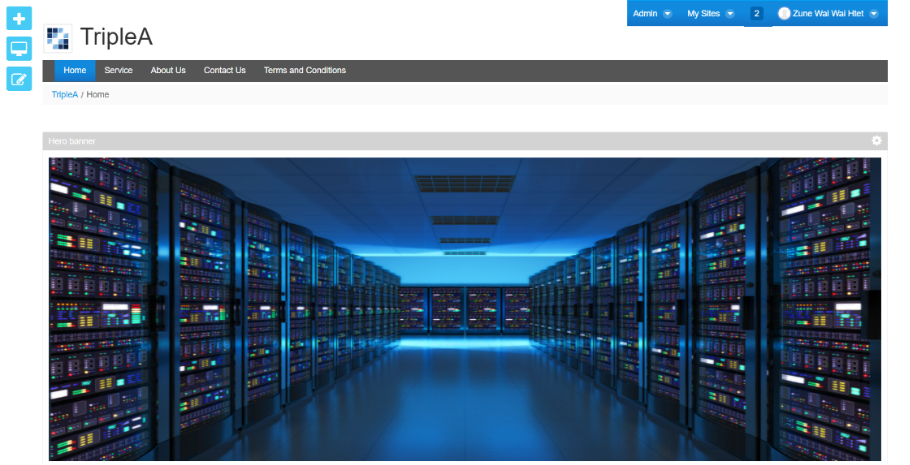 Admin My Sites 2 Zune Wai Wai Htet
TripleA
Home Service About Us Contact Us Terms and Conditions
TripleA / Home
Hero banner